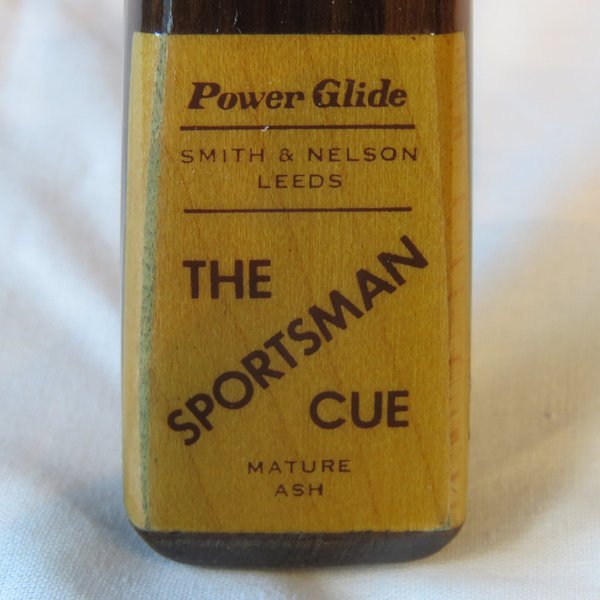 Power Glide
SMITH & NELSON
LEEDS
THE
SPORTSMAN
CUE
MATURE
ASH